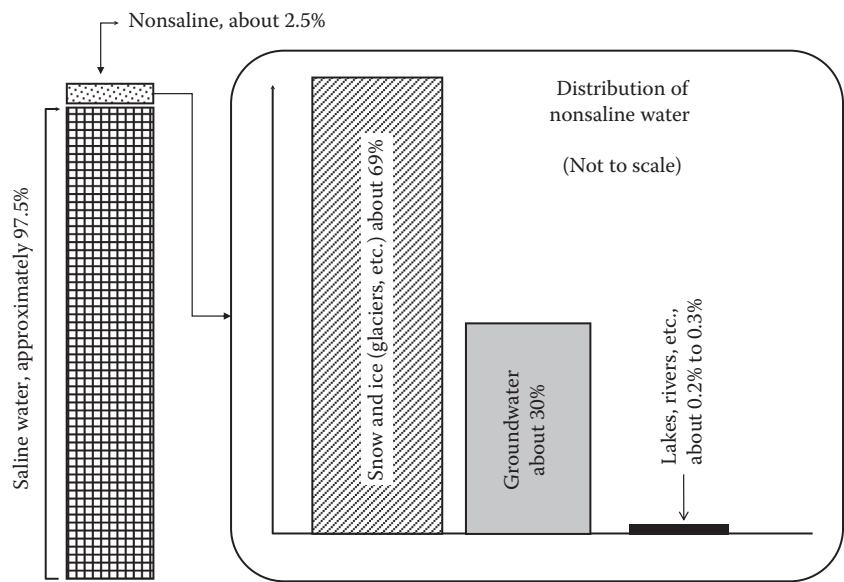 Nonsaline, about 2.5%
Saline water, approximately 97.5%
Distribution of
nonsaline water
(Not to scale)
Snow and ice (glaciers, etc.) about 69%
Groundwater
about 30%
Lakes, rivers, etc.,
about 0.2% to 0.3%